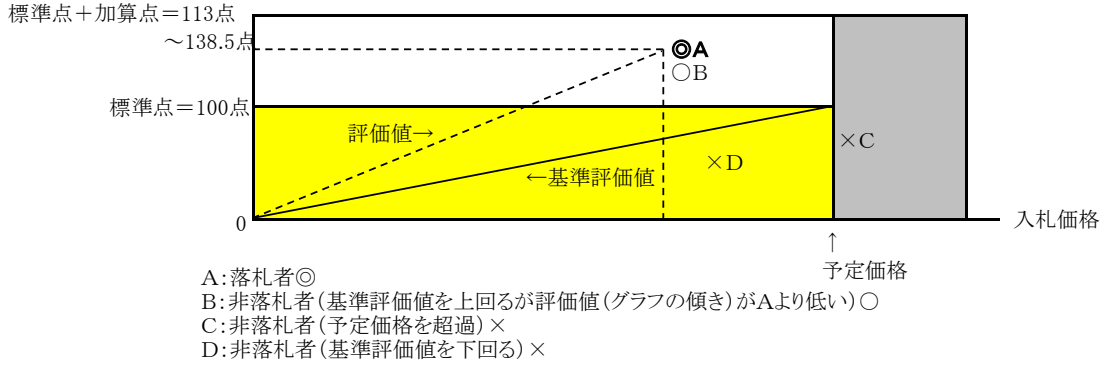 標準点+加算点=113点
～138.5点
◎A
○B
標準点=100点
評価値→
×C
×D
←基準評価値
0
入札価格
↑
予定価格
A:落札者◎
B:非落札者(基準評価値を上回るが評価値(グラフの傾き)がAより低い)○
C:非落札者(予定価格を超過)×
D:非落札者(基準評価値を下回る)×